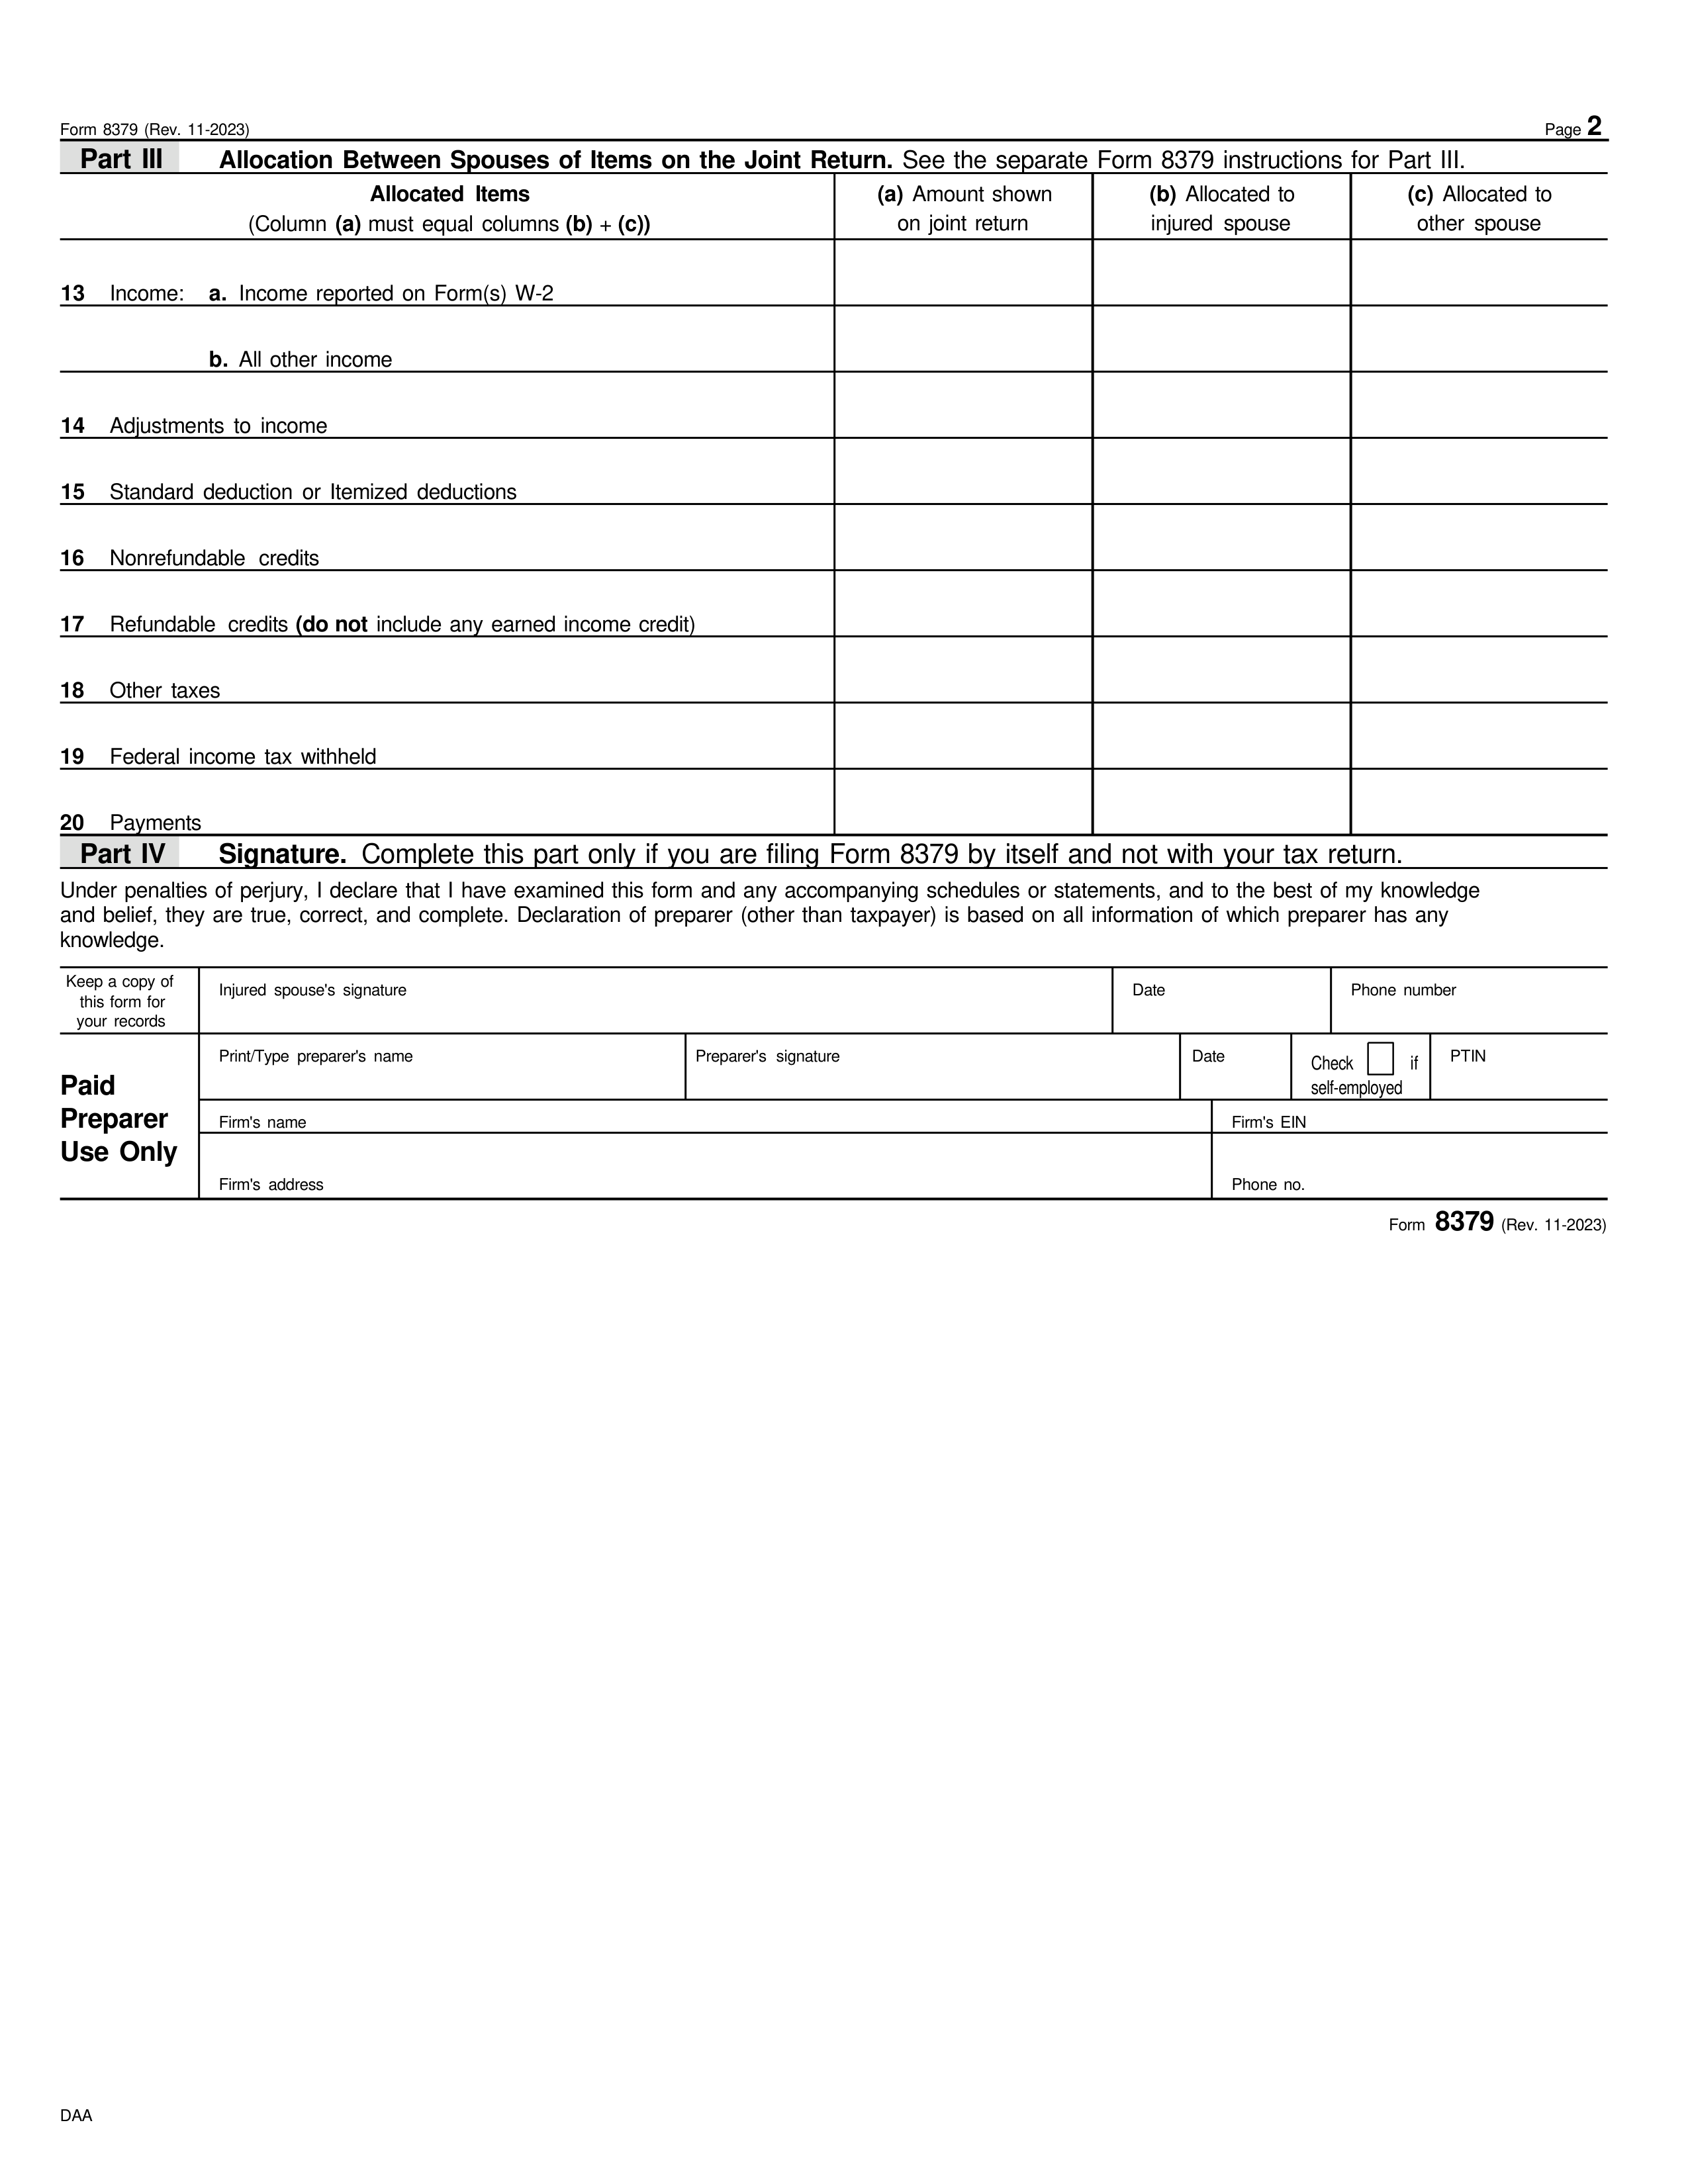 Form 8379 (Rev. 11-2023) Page 2
Part III Allocation Between Spouses of Items on the Joint Return. See the separate Form 8379 instructions for Part III.
Allocated Items (a) Amount shown (b) Allocated to (c) Allocated to
(Column (a) must equal columns (b) + (c)) on joint return injured spouse other spouse
13 Income: a. Income reported on Form(s) W-2
b. All other income
14 Adjustments to income
15 Standard deduction or Itemized deductions
16 Nonrefundable credits
17 Refundable credits (do not include any earned income credit)
18 Other taxes
19 Federal income tax withheld
20 Payments
Part IV Signature. Complete this part only if you are filing Form 8379 by itself and not with your tax return.
Under penalties of perjury, I declare that I have examined this form and any accompanying schedules or statements, and to the best of my knowledge
and belief, they are true, correct, and complete. Declaration of preparer (other than taxpayer) is based on all information of which preparer has any
knowledge.
Keep a copy of
this form for
your records
Injured spouse's signature Date Phone number
Paid
Preparer
Use Only
Print/Type preparer's name Preparer's signature Date Check if PTIN
self-employed
Firm's name Firm's EIN
Firm's address Phone no.
Form 8379 (Rev. 11-2023)
DAA